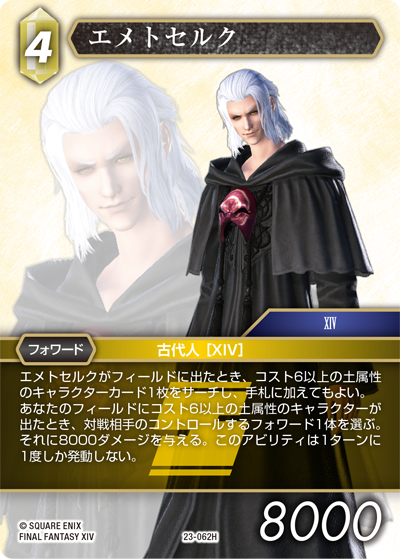 4
エメトセルク
XIV
フォワード
古代人 [XIV]
エメトセルクがフィールドに出たとき、コスト6以上の土属性
のキャラクターカード1枚をサーチし、手札に加えてもよい。
あなたのフィールドにコスト6以上の土属性のキャラクターが
出たとき、対戦相手のコントロールするフォワード1体を選ぶ。
それに8000ダメージを与える。このアビリティは1ターンに
1度しか発動しない。
© SQUARE ENIX
FINAL FANTASY XIV
23-062H
8000